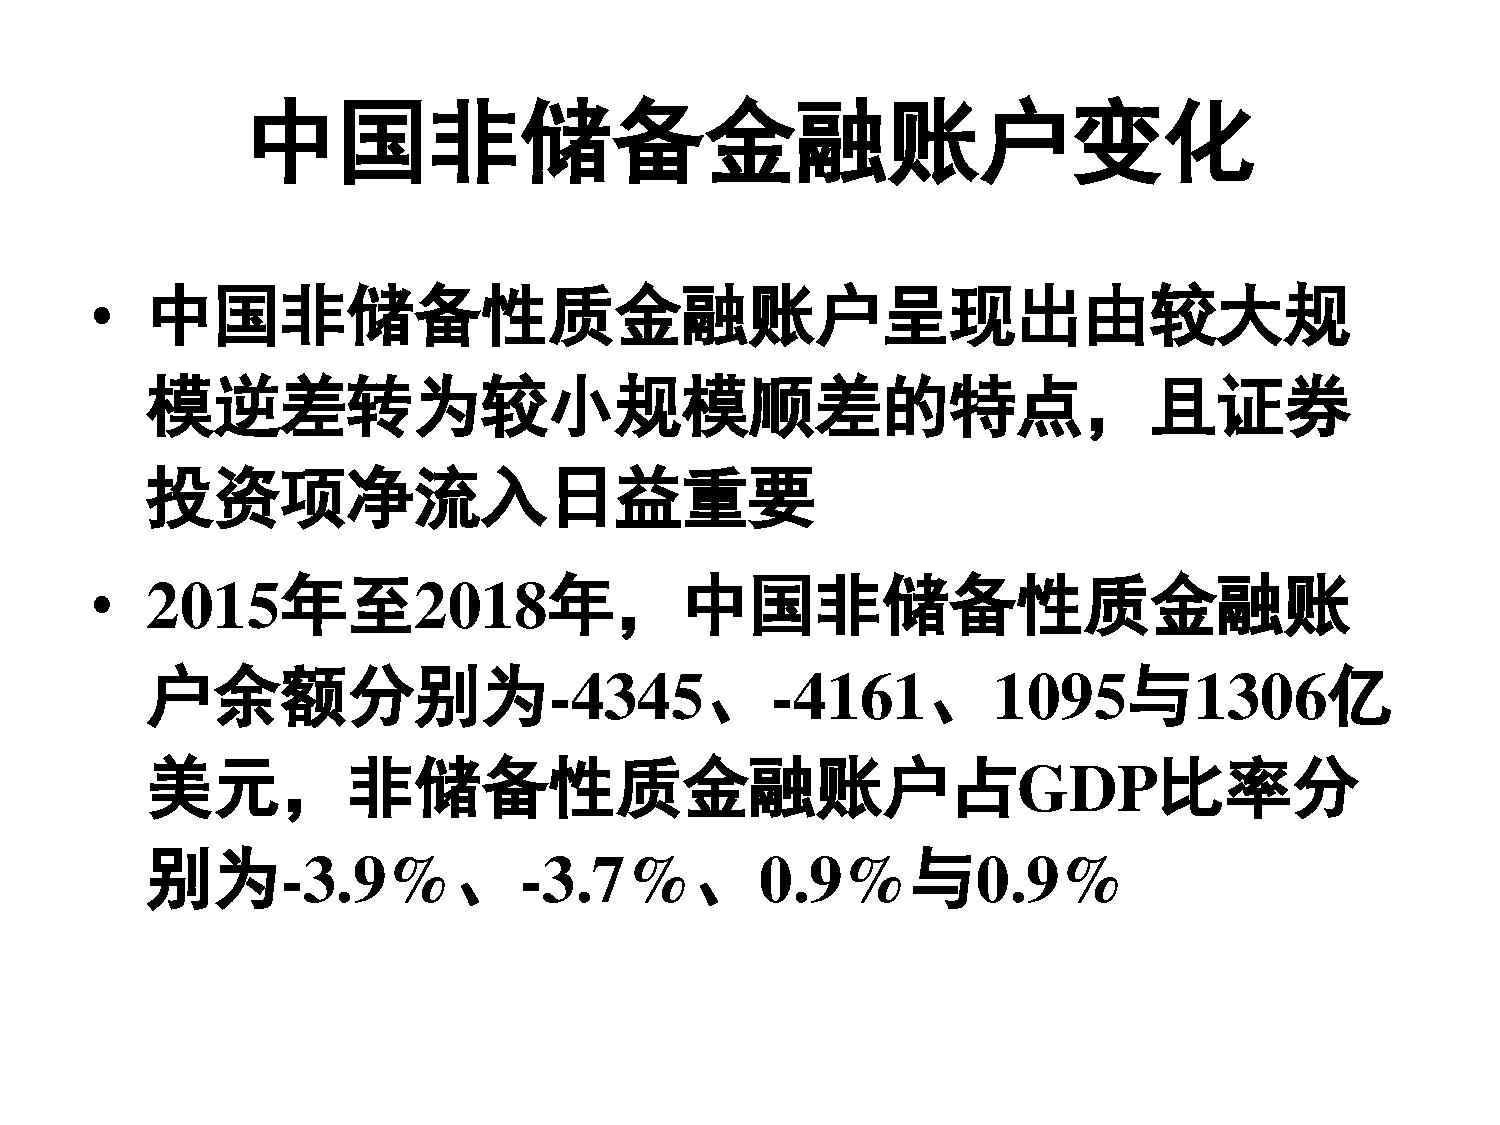 中国非储备金融账户变化
• 中国非储备性质金融账户呈现出由较大规
模逆差转为较小规模顺差的特点，且证券
投资项净流入日益重要
• 2015年至2018年，中国非储备性质金融账
户余额分别为-4345、-4161、1095与1306亿
美元，非储备性质金融账户占GDP比率分
别为-3.9%、-3.7%、0.9%与0.9%